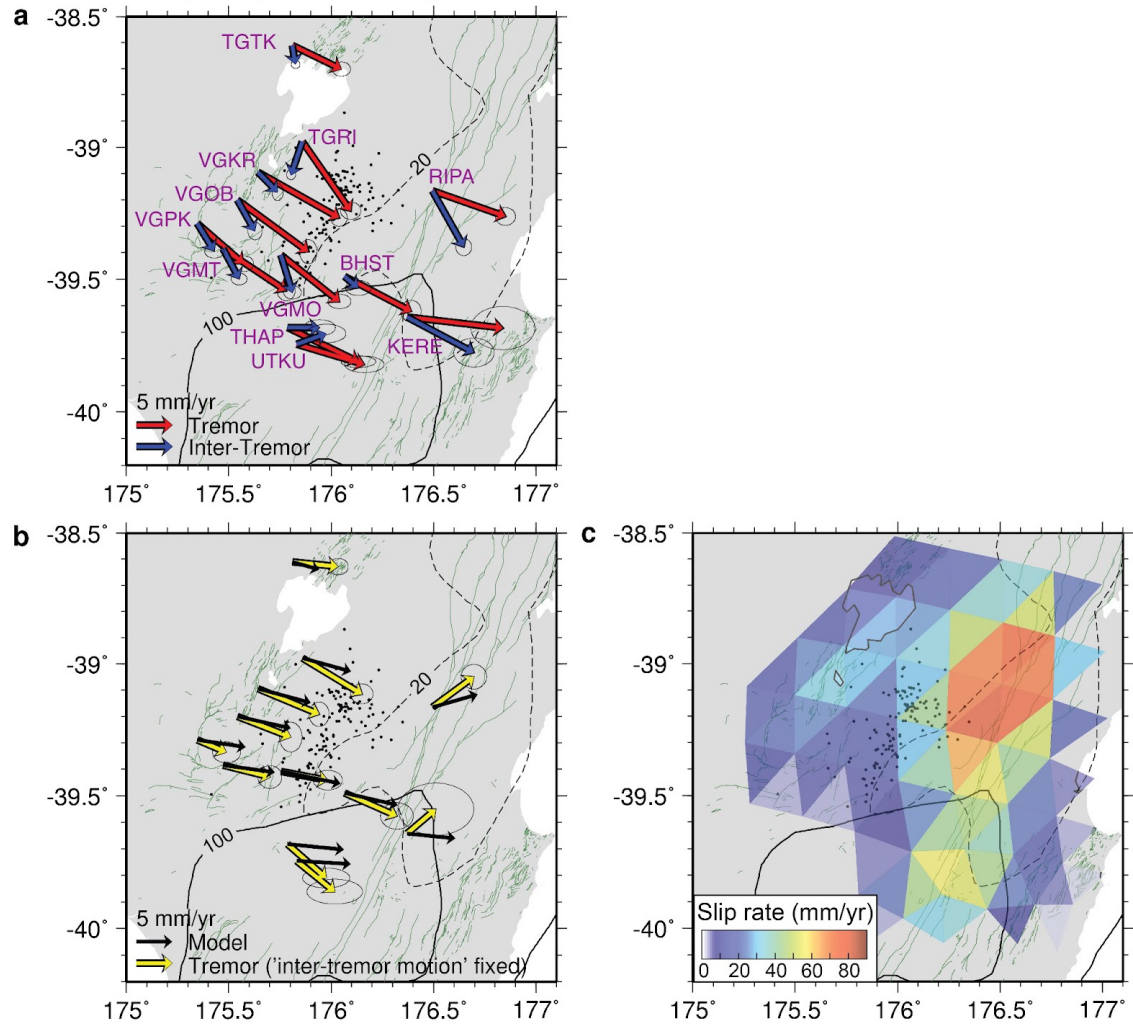 a
-38.5˚
-39˚
-39.5˚
-40˚
TGTK
TGRI
VGKR
20
RIPA
VGOB
VGPK
BHST
VGMT
VGMO
100
THAP
KERE
UTKU
5 mm/yr
Tremor
Inter-Tremor
175˚ 175.5˚ 176˚ 176.5˚ 177˚
b
-38.5˚
-39˚
-39.5˚
-40˚
20
100
5 mm/yr
Model
Tremor ('inter-tremor motion' fixed)
175˚ 175.5˚ 176˚ 176.5˚ 177˚
c
-38.5˚
-39˚
-39.5˚
-40˚
Slip rate (mm/yr)
0 20 40 60 80
175˚ 175.5˚ 176˚ 176.5˚ 177˚